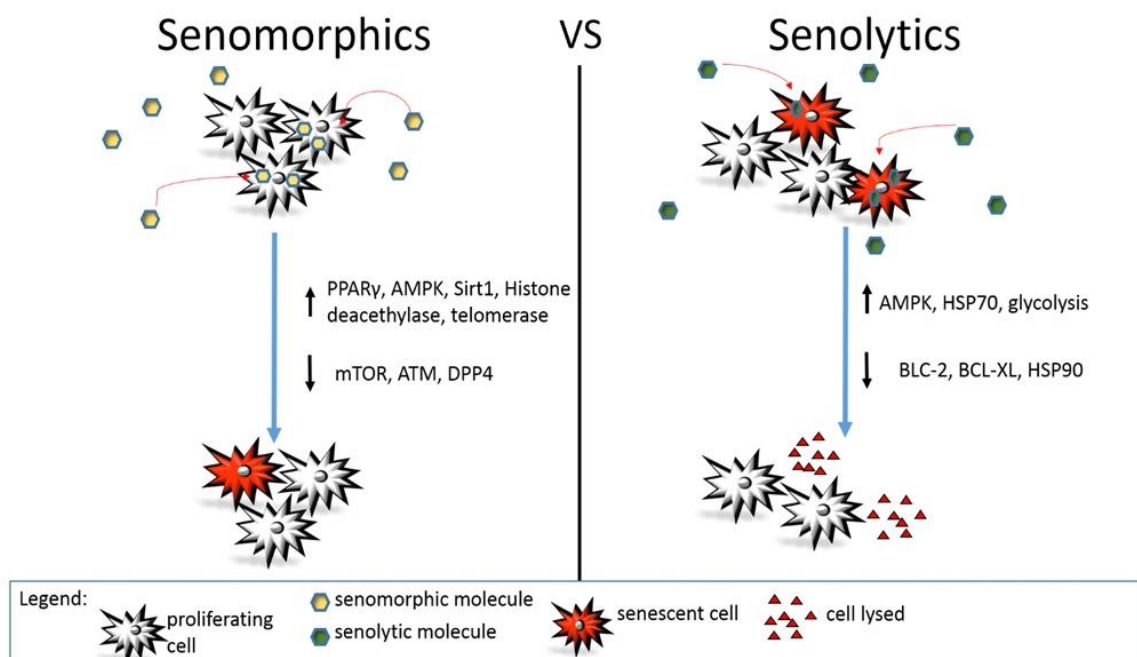 Senomorphics
VS
Senolytics
PPARγ, AMPK, Sirt1, Histone
deacethylase, telomerase
mTOR, ATM, DPP4
AMPK, HSP70, glycolysis
BLC-2, BCL-XL, HSP90
Legend:
proliferating
cell
senomorphic molecule
senolytic molecule
senescent cell
cell lysed